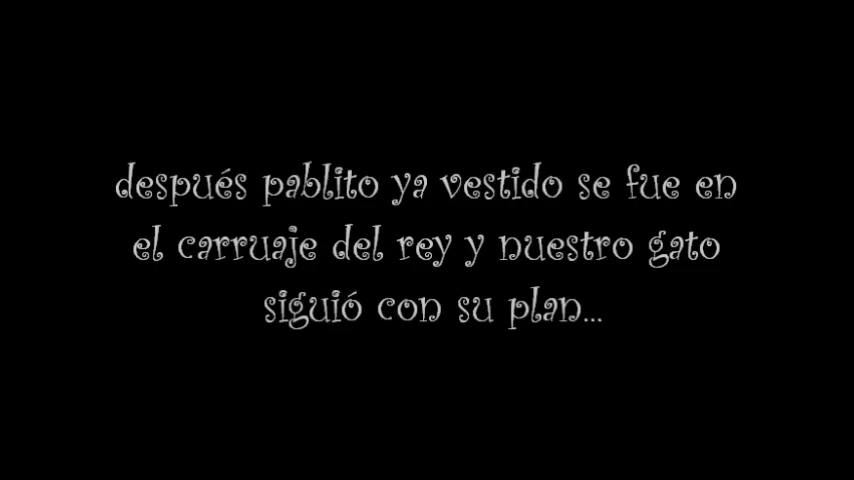 después pablito ya vestido se fue en
el carruaje del rey y nuestro gato
siguió con su plan...